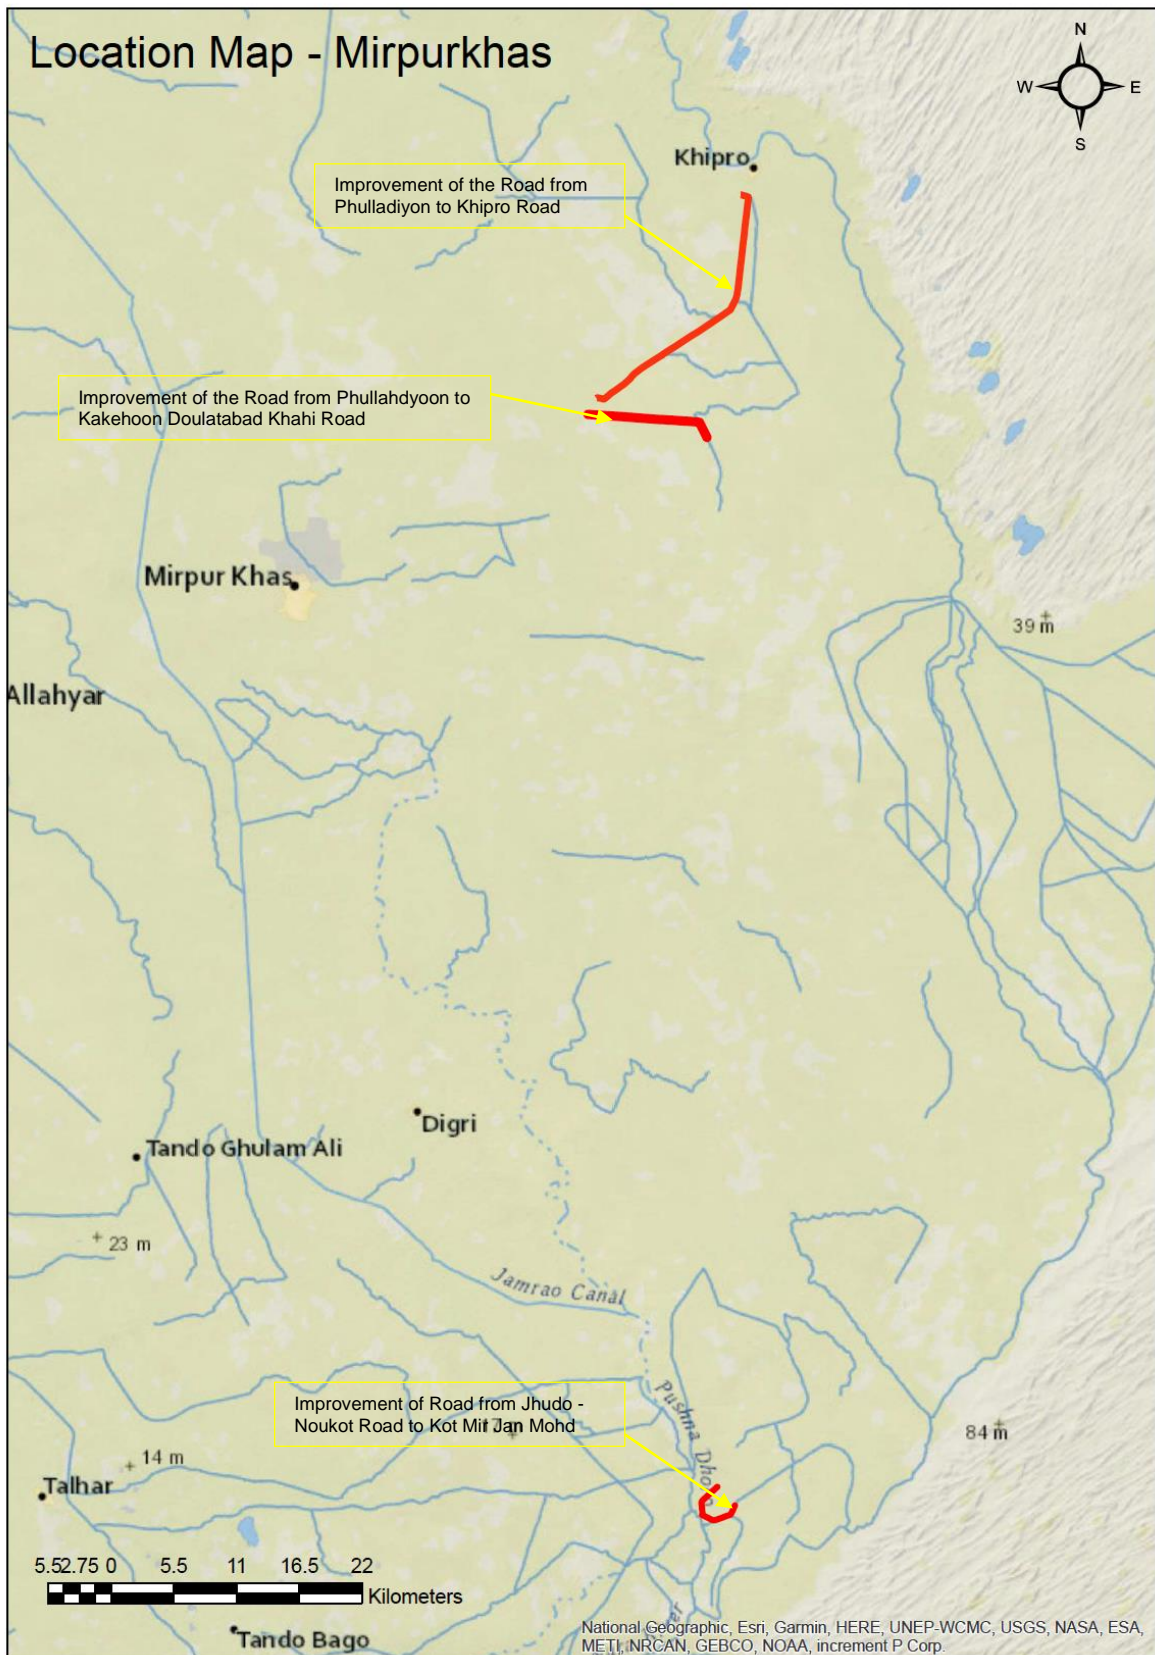 Location Map - Mirpurkhas
N
W
E
S
Khipro
Improvement of the Road from
Phulladiyon to Khipro Road
Improvement of the Road from Phullahdyoon to
Kakehoon Doulatabad Khahi Road
Mirpur Khas
39 m
Allahyar
Digri
Tando Ghulam Ali
23 m
Jamrao Canal
Pushna Dhoro
Improvement of Road from Jhudo -
Noukot Road to Kot Mir Jan Mohd
17 m
84 m
14 m
Talhar
5.5 2.75 0 5.5 11 16.5 22
Kilometers
Tando Bago
National Geographic, Esri, Garmin, HERE, UNEP-WCMC, USGS, NASA, ESA,
METI, NRCAN, GEBCO, NOAA, increment P Corp.